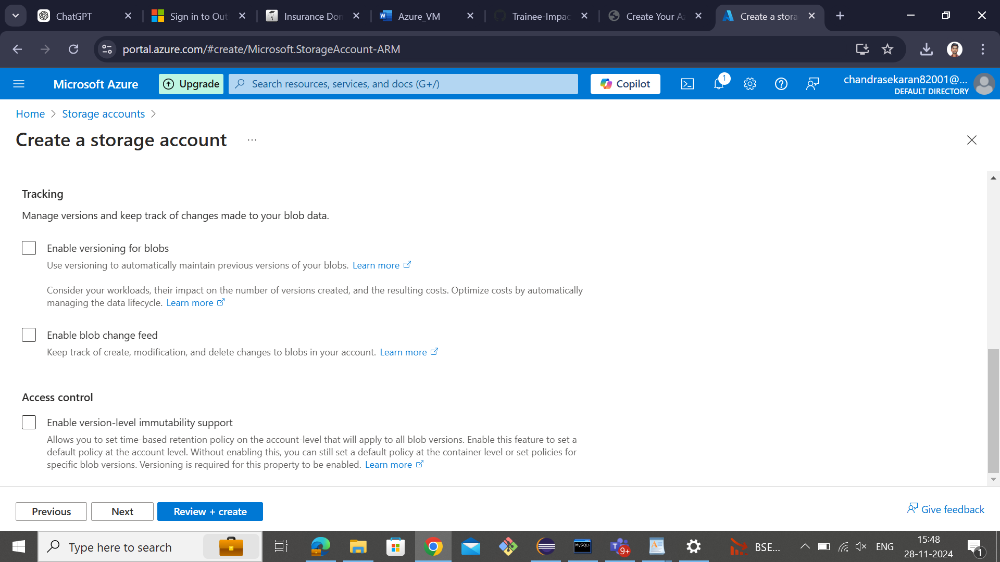 ChatGPT
Sign in to Out
Insurance Don
Azure_VM
Trainee-Impac
Create Your Az
Create a stora
portal.azure.com/#create/Microsoft.StorageAccount-ARM
Microsoft Azure
Upgrade
Search resources, services, and docs (G+/)
Copilot
1
chandrasekaran82001@...
DEFAULT DIRECTORY
Home > Storage accounts >
Create a storage account ...
Tracking
Manage versions and keep track of changes made to your blob data.
Enable versioning for blobs
Use versioning to automatically maintain previous versions of your blobs. Learn more
Consider your workloads, their impact on the number of versions created, and the resulting costs. Optimize costs by automatically
managing the data lifecycle. Learn more
Enable blob change feed
Keep track of create, modification, and delete changes to blobs in your account. Learn more
Access control
Enable version-level immutability support
Allows you to set time-based retention policy on the account-level that will apply to all blob versions. Enable this feature to set a
default policy at the account level. Without enabling this, you can still set a default policy at the container level or set policies for
specific blob versions. Versioning is required for this property to be enabled. Learn more
Previous
Next
Review + create
Give feedback
Type here to search
MySQL
T
9+
BSE...
ENG
15:48
28-11-2024
1